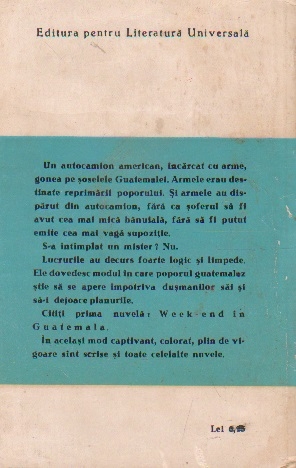 Editura pentru Literatură Universală
Un autocamion american, încărcat cu arme,
gonea pe șoselele Guatemalei. Armele erau des-
tinate reprimării poporului. Și armele au dis-
părut din autocamion, fără ca șoferul să fi
avut cea mai mică bănuială, fără să fi putut
emite cea mai vagă supoziție.
S-a întîmplat un mister? Nu.
Lucrurile au decurs foarte logic și limpede.
Ele dovedesc modul în care poporul guatemalez
știe să se apere împotriva dușmanilor săi și
să-i dejoace planurile.
Citiți prima nuvelă: Week-end în
Guatemala.
În același mod captivant, colorat, plin de vi-
goare sînt scrise și toate celelalte nuvele.
Lei